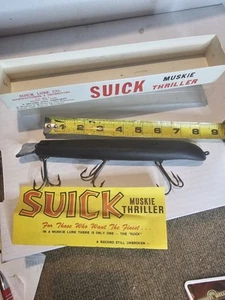 SUICK MUSKIE THRILLER
1 2 3 4 5 6 7 8 9
SUICK MUSKIE THRILLER
For Those Who Want The Finest...
IN A MUSKIE LURE THERE IS ONLY ONE - THE "SUICK"
A RECORD STILL UNBROKEN -